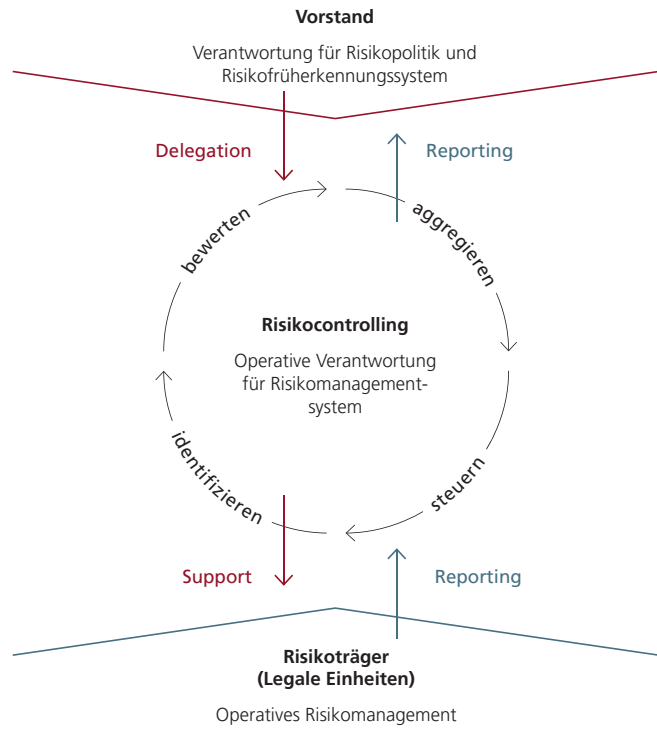 Vorstand
Verantwortung für Risikopolitik und
Risikofrüherkennungssystem
Delegation
Reporting
bewerten
aggregieren
Risikocontrolling
Operative Verantwortung
für Risikomanagement-
system
identifizieren
steuern
Support
Reporting
Risikoträger
(Legale Einheiten)
Operatives Risikomanagement